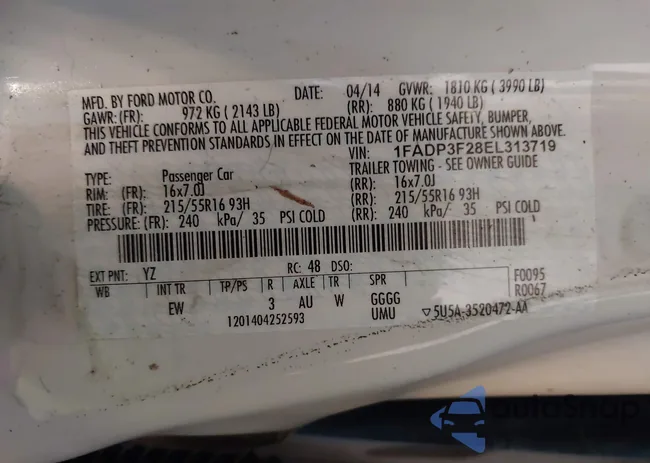 MFD. BY FORD MOTOR CO. DATE: 04/14 GVWR: 1810 KG ( 3990 LB)
GAWR: (FR): 972 KG ( 2143 LB) (RR): 880 KG ( 1940 LB)
THIS VEHICLE CONFORMS TO ALL APPLICABLE FEDERAL MOTOR VEHICLE SAFETY, BUMPER,
AND THEFT PREVENTION STANDARDS IN EFFECT ON THE DATE OF MANUFACTURE SHOWN ABOVE.
VIN: 1FADP3F28EL313719
TYPE: Passenger Car TRAILER TOWING - SEE OWNER GUIDE
RIM: (FR): 16x7.0J (RR): 16x7.0J
TIRE: (FR): 215/55R16 93H (RR): 215/55R16 93H
PRESSURE: (FR): 240 kPa/ 35 PSI COLD (RR): 240 kPa/ 35 PSI COLD
EXT PNT: YZ RC: 48 DSO: F0095
WB INT TR TP/PS R AXLE TR SPR R0067
EW 3 AU W GGGG
1201404252593 UMU ▽5U5A-3520472-AA
AutoSnap